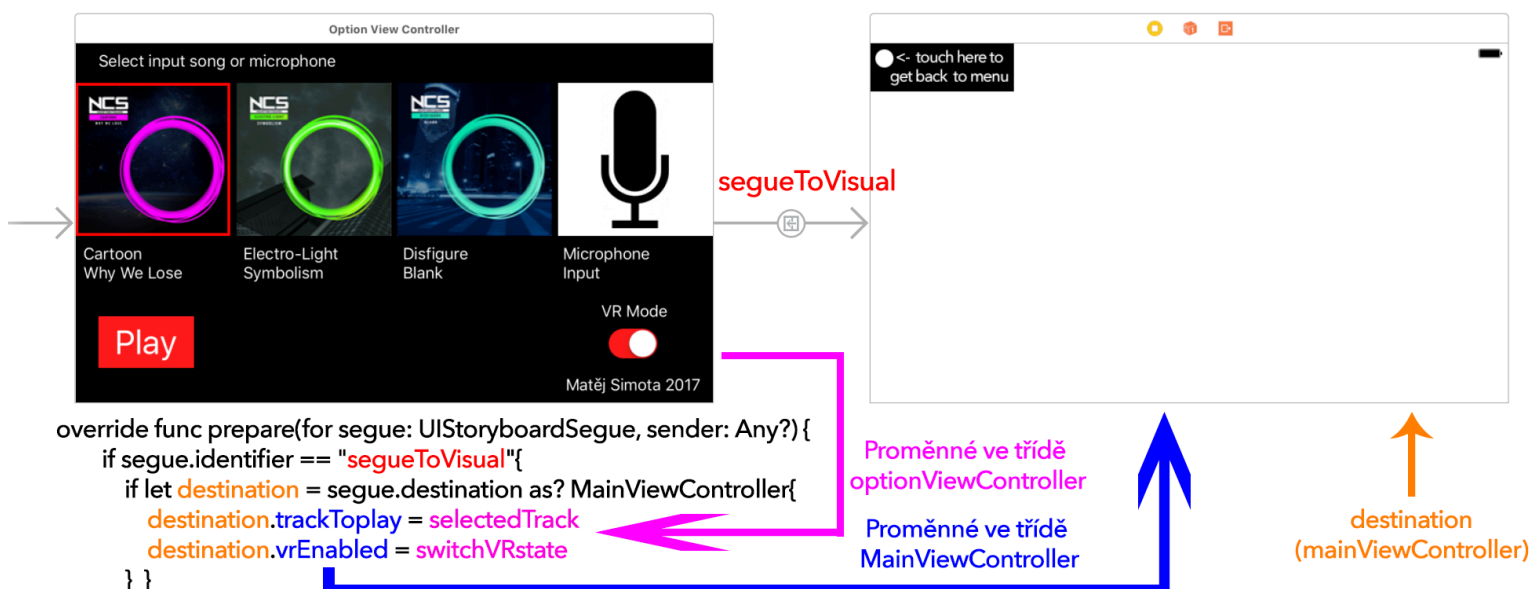 Option View Controller
Select input song or microphone
NCS
NCS
NCS
Cartoon
Why We Lose
Electro-Light
Symbolism
Disfigure
Blank
Microphone
Input
Play
VR Mode
Matěj Simota 2017
segueToVisual
<- touch here to
get back to menu
override func prepare(for segue: UIStoryboardSegue, sender: Any?) {
if segue.identifier == "segueToVisual"{
if let destination = segue.destination as? MainViewController{
destination.trackToplay = selectedTrack
destination.vrEnabled = switchVRstate
} }
Proměnné ve třídě
optionViewController
Proměnné ve třídě
MainViewController
destination
(mainViewController)